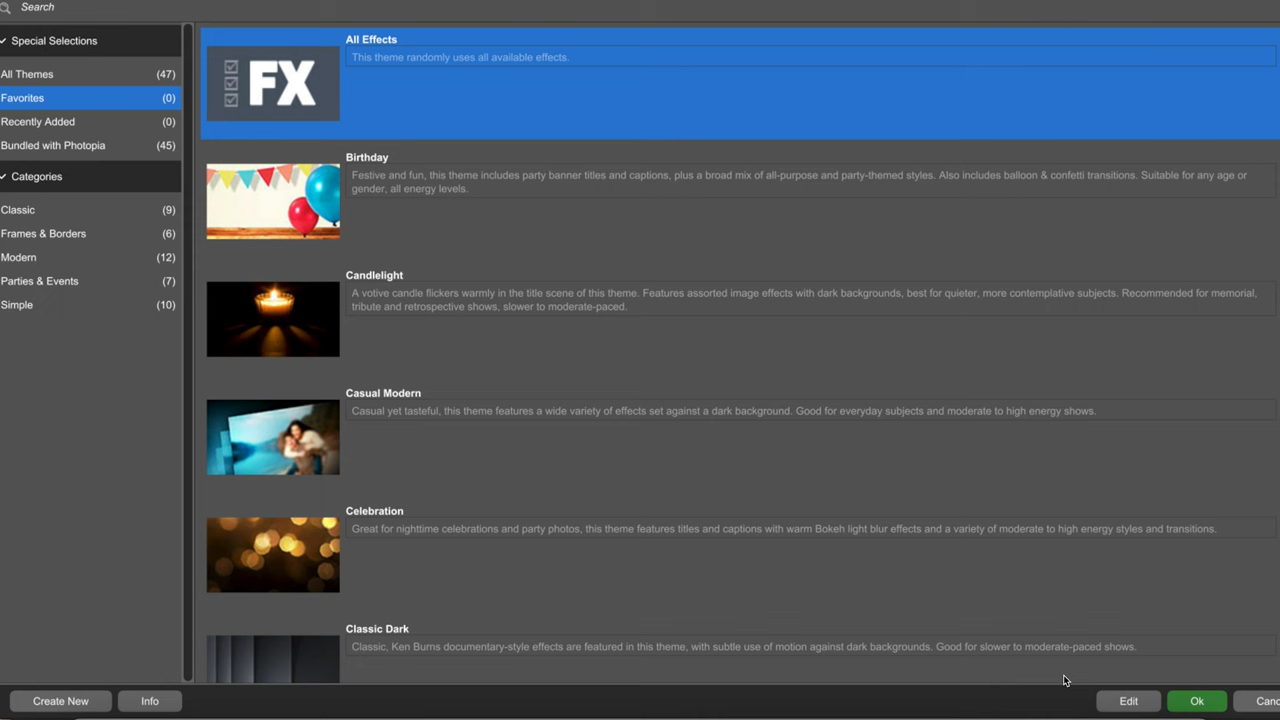 Search
Special Selections
All Themes (47)
Favorites (0)
Recently Added (0)
Bundled with Photopia (45)
Categories
Classic (9)
Frames & Borders (6)
Modern (12)
Parties & Events (7)
Simple (10)
All Effects
This theme randomly uses all available effects.
FX
Birthday
Festive and fun, this theme includes party banner titles and captions, plus a broad mix of all-purpose and party-themed styles. Also includes balloon & confetti transitions. Suitable for any age or
gender, all energy levels.
Candlelight
A votive candle flickers warmly in the title scene of this theme. Features assorted image effects with dark backgrounds, best for quieter, more contemplative subjects. Recommended for memorial,
tribute and retrospective shows, slower to moderate-paced.
Casual Modern
Casual yet tasteful, this theme features a wide variety of effects set against a dark background. Good for everyday subjects and moderate to high energy shows.
Celebration
Great for nighttime celebrations and party photos, this theme features titles and captions with warm Bokeh light blur effects and a variety of moderate to high energy styles and transitions.
Classic Dark
Classic, Ken Burns documentary-style effects are featured in this theme, with subtle use of motion against dark backgrounds. Good for slower to moderate-paced shows.
Create New Info Edit Ok Canc